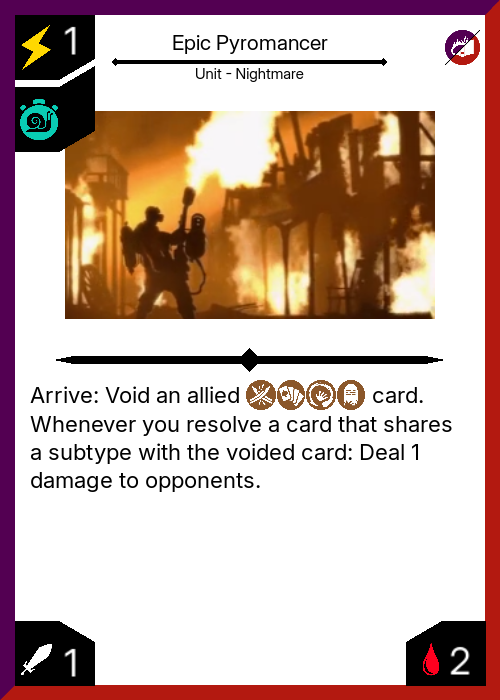 1
Epic Pyromancer
Unit - Nightmare
Arrive: Void an allied card.
Whenever you resolve a card that shares
a subtype with the voided card: Deal 1
damage to opponents.
1
2